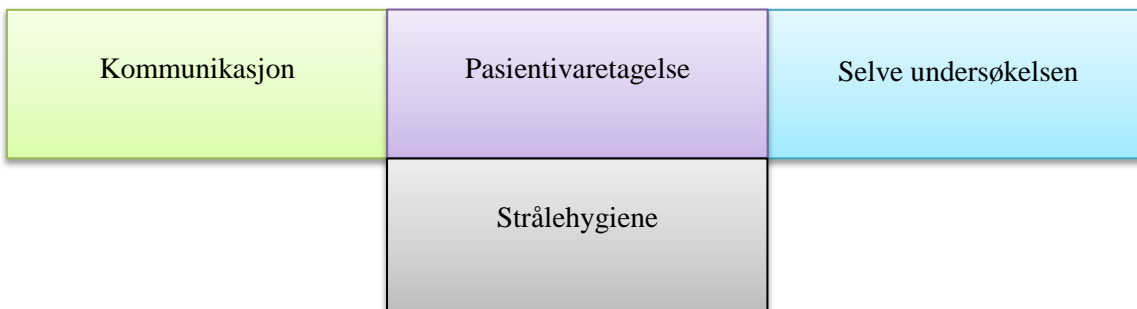 Kommunikasjon
Pasientivaretagelse
Selve undersøkelsen
Strålehygiene